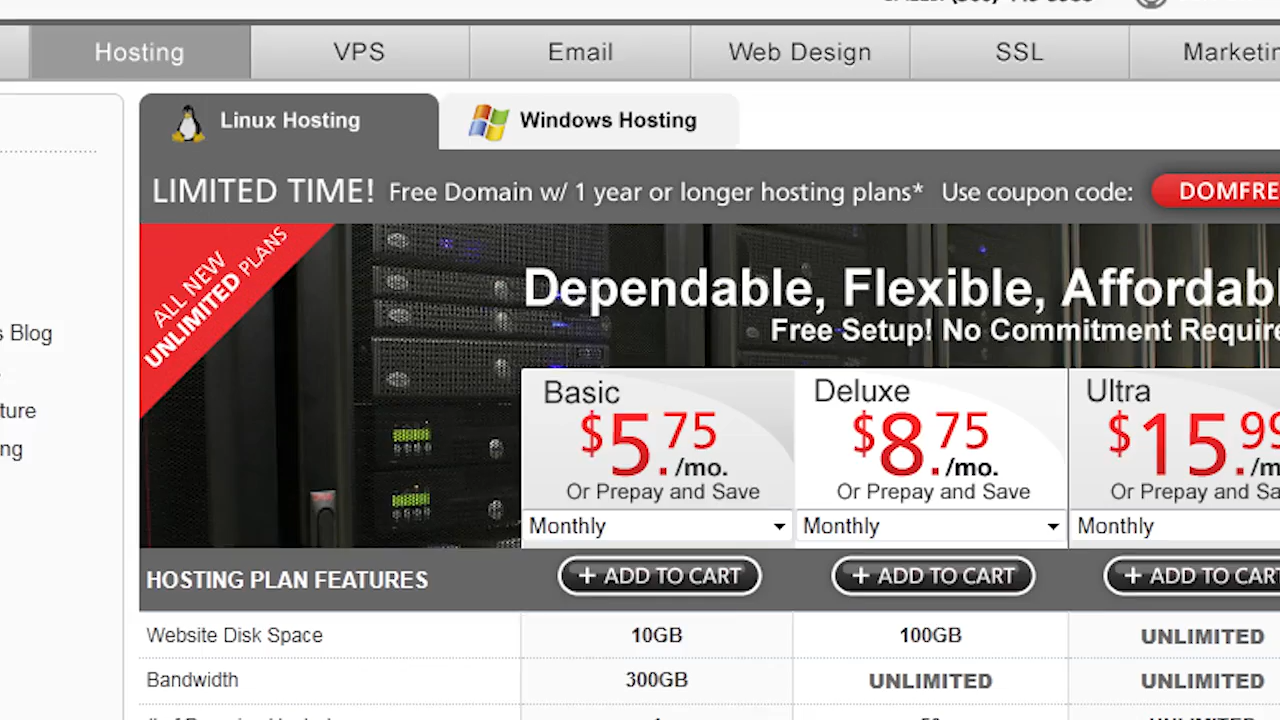 Hosting
VPS
Email
Web Design
SSL
Linux Hosting
Windows Hosting
LIMITED TIME! Free Domain w/ 1 year or longer hosting plans* Use coupon code: DOMFRE
ALL NEW
UNLIMITED PLANS
Dependable, Flexible, Affordab
Free Setup! No Commitment Require
s Blog
ture
ng
Basic
$5.75/mo.
Or Prepay and Save
Monthly
Deluxe
$8.75/mo.
Or Prepay and Save
Monthly
Ultra
$15.99/m
Or Prepay and Sa
Monthly
HOSTING PLAN FEATURES
+ ADD TO CART
+ ADD TO CART
+ ADD TO CART
Website Disk Space 10GB 100GB UNLIMITED
Bandwidth 300GB UNLIMITED UNLIMITED